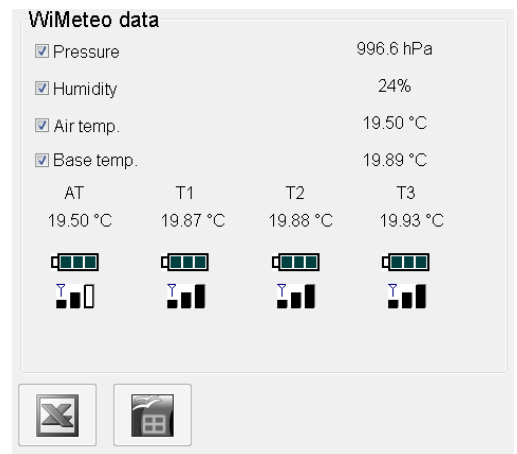 WiMeteo data
Pressure 996.6 hPa
Humidity 24%
Air temp. 19.50 °C
Base temp. 19.89 °C
AT T1 T2 T3
19.50 °C 19.87 °C 19.88 °C 19.93 °C